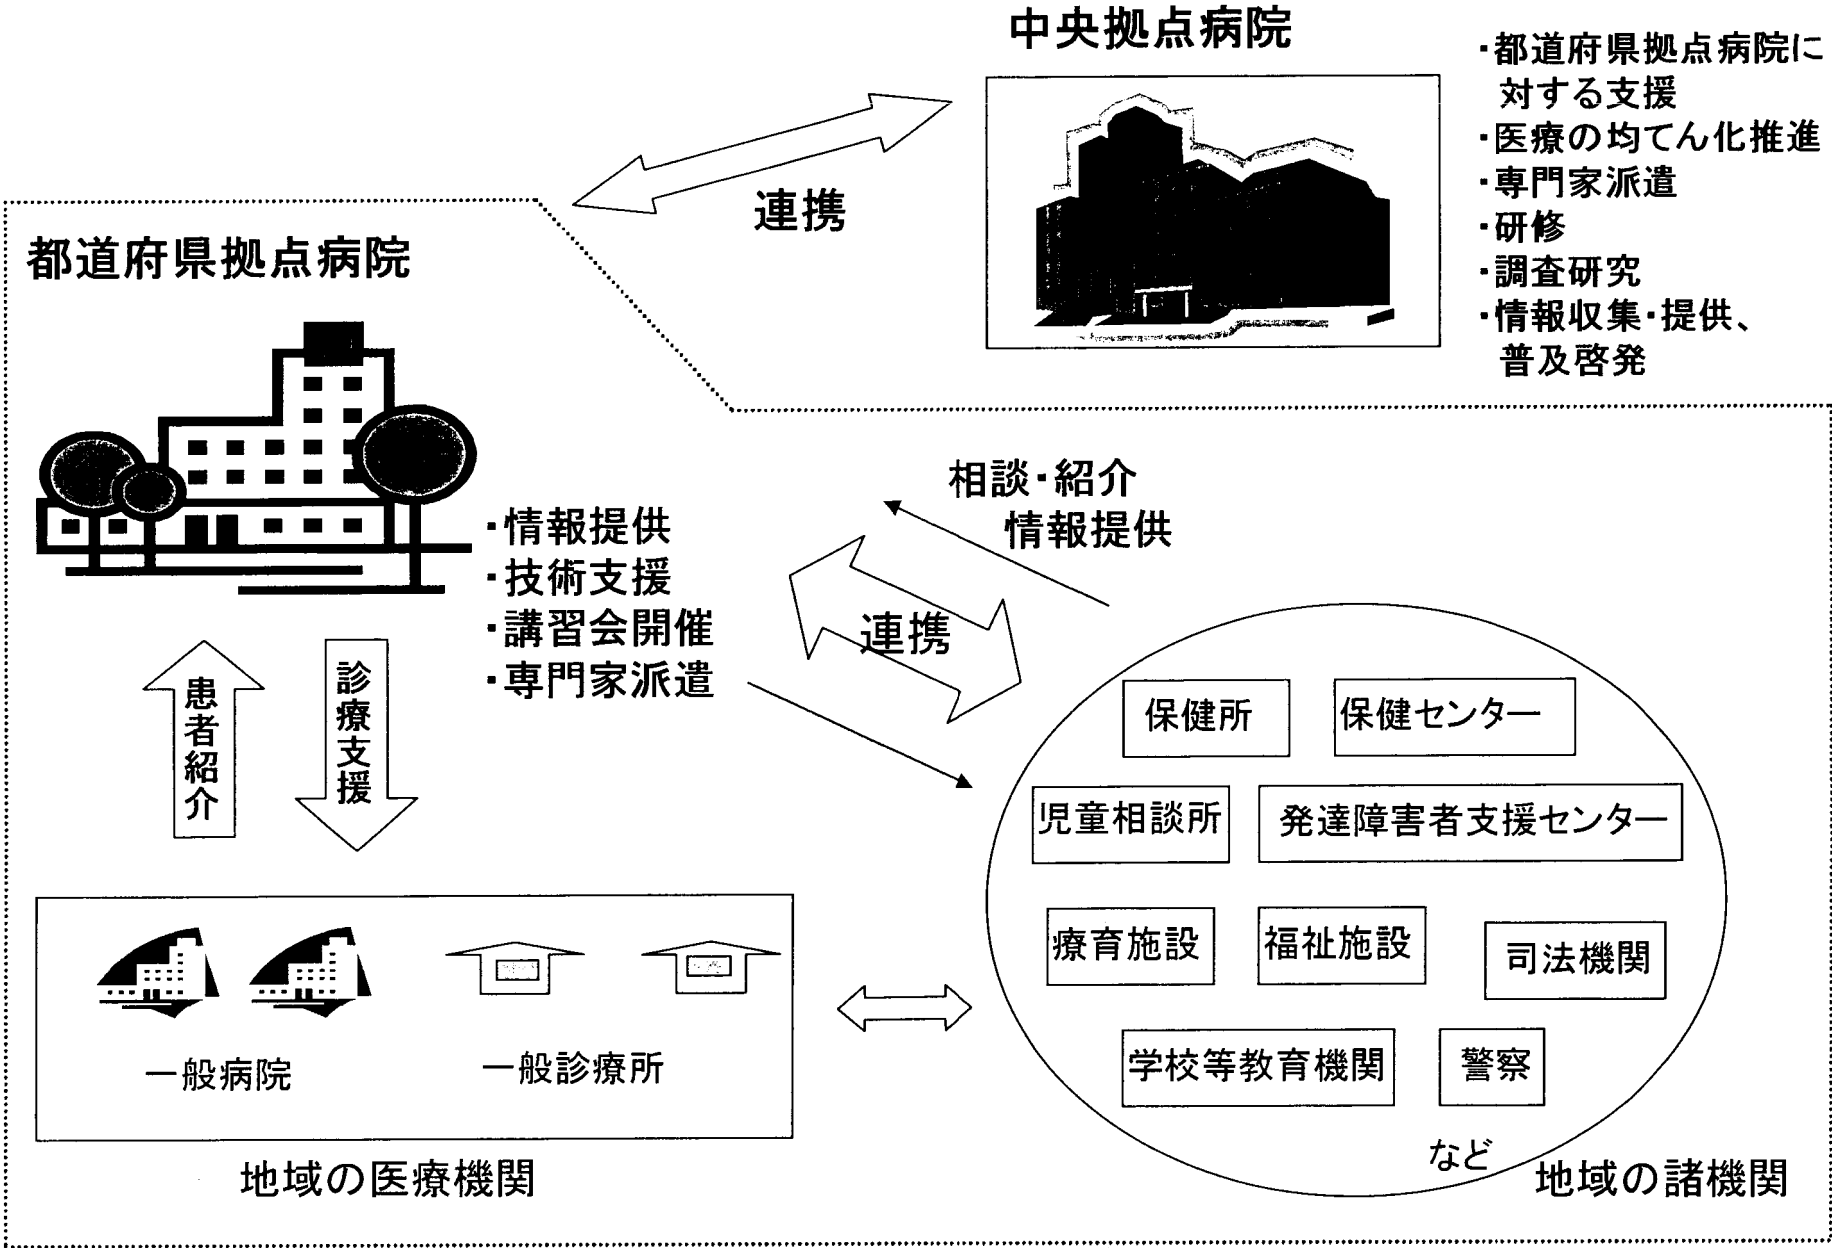 中央拠点病院
・都道府県拠点病院に
対する支援
・医療の均てん化推進
・専門家派遣
・研修
・調査研究
・情報収集・提供、
普及啓発
連携
都道府県拠点病院
相談・紹介
情報提供
・情報提供
・技術支援
・講習会開催
・専門家派遣
連携
患者紹介
診療支援
保健所
保健センター
児童相談所
発達障害者支援センター
療育施設
福祉施設
司法機関
学校等教育機関
警察
など
一般病院
一般診療所
地域の医療機関
地域の諸機関